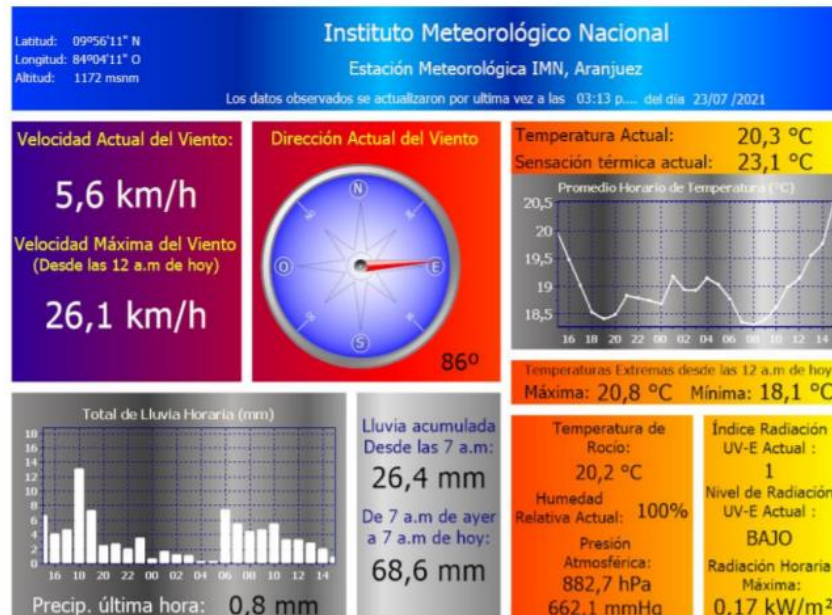 Instituto Meteorológico Nacional
Latitud: 09º56'11" N
Longitud: 84º04'11" O
Altitud: 1172 msnm
Estación Meteorológica IMN, Aranjuez
Los datos observados se actualizaron por ultima vez a las 03:13 p.... del día 23/07 /2021
Velocidad Actual del Viento:
5,6 km/h
Velocidad Máxima del Viento
(Desde las 12 a.m de hoy)
26,1 km/h
Dirección Actual del Viento
N
E
S
O
86º
Temperatura Actual: 20,3 °C
Sensación térmica actual: 23,1 °C
Promedio Horario de Temperatura (°C)
20,5
20
19,5
19
18,5
16 18 20 22 00 02 04 06 08 10 12 14
Temperaturas Extremas desde las 12 a.m de hoy
Máxima: 20,8 °C Mínima: 18,1 °C
Total de Lluvia Horaria (mm)
18
16
14
12
10
8
6
4
2
0
16 18 20 22 00 02 04 06 08 10 12 14
Precip. última hora: 0,8 mm
Lluvia acumulada
Desde las 7 a.m:
26,4 mm
De 7 a.m de ayer
a 7 a.m de hoy:
68,6 mm
Temperatura de
Rocío:
20,2 °C
Humedad
Relativa Actual: 100%
Presión
Atmosférica:
882,7 hPa
662,1 mmHg
Índice Radiación
UV-E Actual :
1
Nivel de Radiación
UV-E Actual :
BAJO
Radiación Horaria
Máxima:
0,17 kW/m²